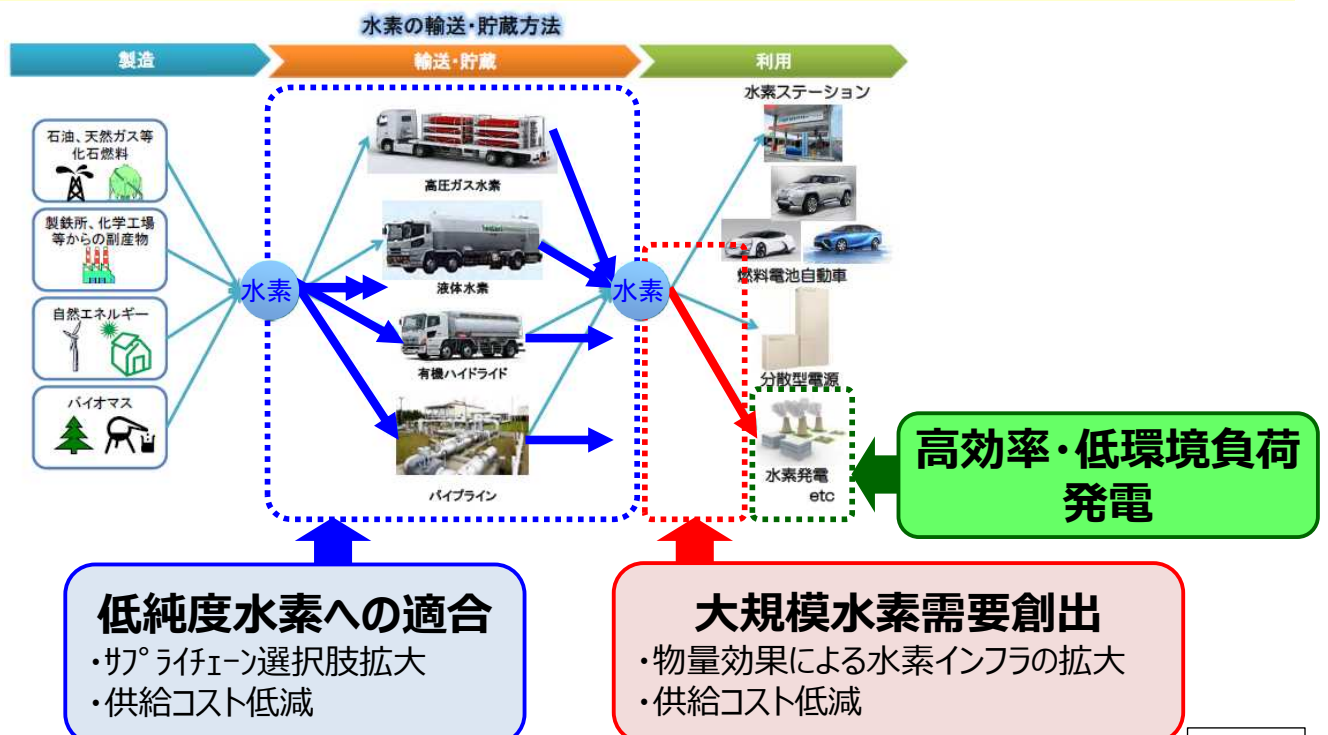 水素の輸送・貯蔵方法
製造
輸送・貯蔵
利用
石油、天然ガス等
化石燃料
製鉄所、化学工場
等からの副産物
自然エネルギー
バイオマス
水素
高圧ガス水素
液体水素
有機ハイドライド
パイプライン
水素
水素ステーション
燃料電池自動車
分散型電源
水素発電
etc
高効率・低環境負荷
発電
低純度水素への適合
・サプライチェーン選択肢拡大
・供給コスト低減
大規模水素需要創出
・物量効果による水素インフラの拡大
・供給コスト低減